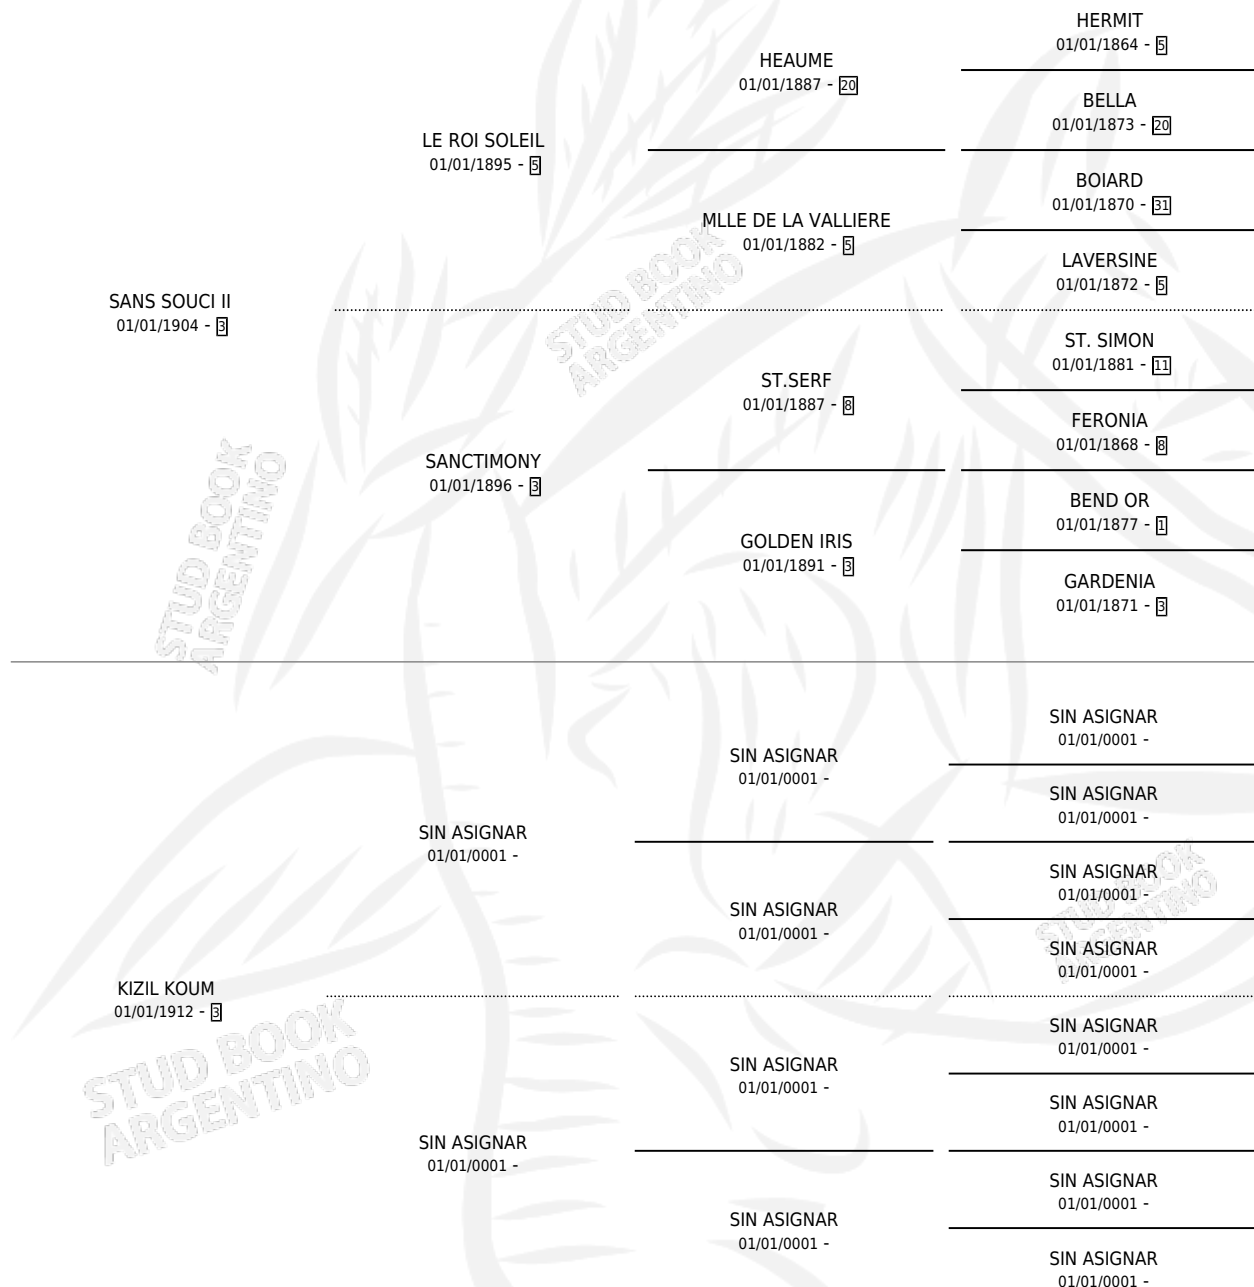 HERMIT
01/01/1864 - 5
HEAUME
01/01/1887 - 20
BELLA
01/01/1873 - 20
LE ROI SOLEIL
01/01/1895 - 5
BOIARD
01/01/1870 - 31
MLLE DE LA VALLIERE
01/01/1882 - 5
LAVERSINE
01/01/1872 - 5
SANS SOUCI II
01/01/1904 - 3
ST. SIMON
01/01/1881 - 11
ST.SERF
01/01/1887 - 8
FERONIA
01/01/1868 - 8
SANCTIMONY
01/01/1896 - 3
BEND OR
01/01/1877 - 1
GOLDEN IRIS
01/01/1891 - 3
GARDENIA
01/01/1871 - 3
STUD BOOK
ARGENTINO
STUD BOOK
ARGENTINO
SIN ASIGNAR
01/01/0001 -
SIN ASIGNAR
01/01/0001 -
SIN ASIGNAR
01/01/0001 -
SIN ASIGNAR
01/01/0001 -
SIN ASIGNAR
01/01/0001 -
SIN ASIGNAR
01/01/0001 -
SIN ASIGNAR
01/01/0001 -
STUD BOOK
ARGENTINO
KIZIL KOUM
01/01/1912 - 3
SIN ASIGNAR
01/01/0001 -
SIN ASIGNAR
01/01/0001 -
SIN ASIGNAR
01/01/0001 -
SIN ASIGNAR
01/01/0001 -
SIN ASIGNAR
01/01/0001 -
SIN ASIGNAR
01/01/0001 -
SIN ASIGNAR
01/01/0001 -
STUD BOOK
ARGENTINO